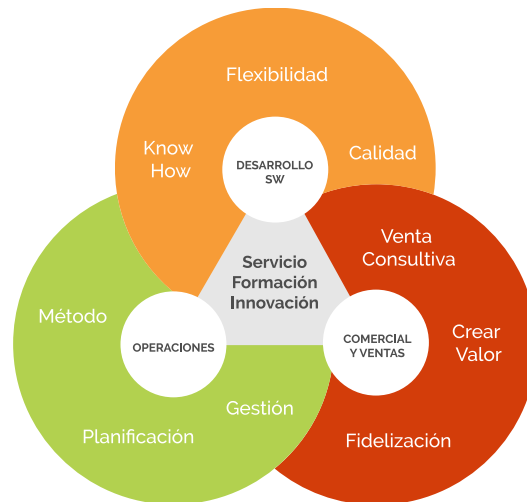 Flexibilidad
Know
How
Calidad
DESARROLLO
SW
Servicio
Formación
Innovación
Venta
Consultiva
Método
OPERACIONES
COMERCIAL
Y VENTAS
Crear
Valor
Gestión
Planificación
Fidelización